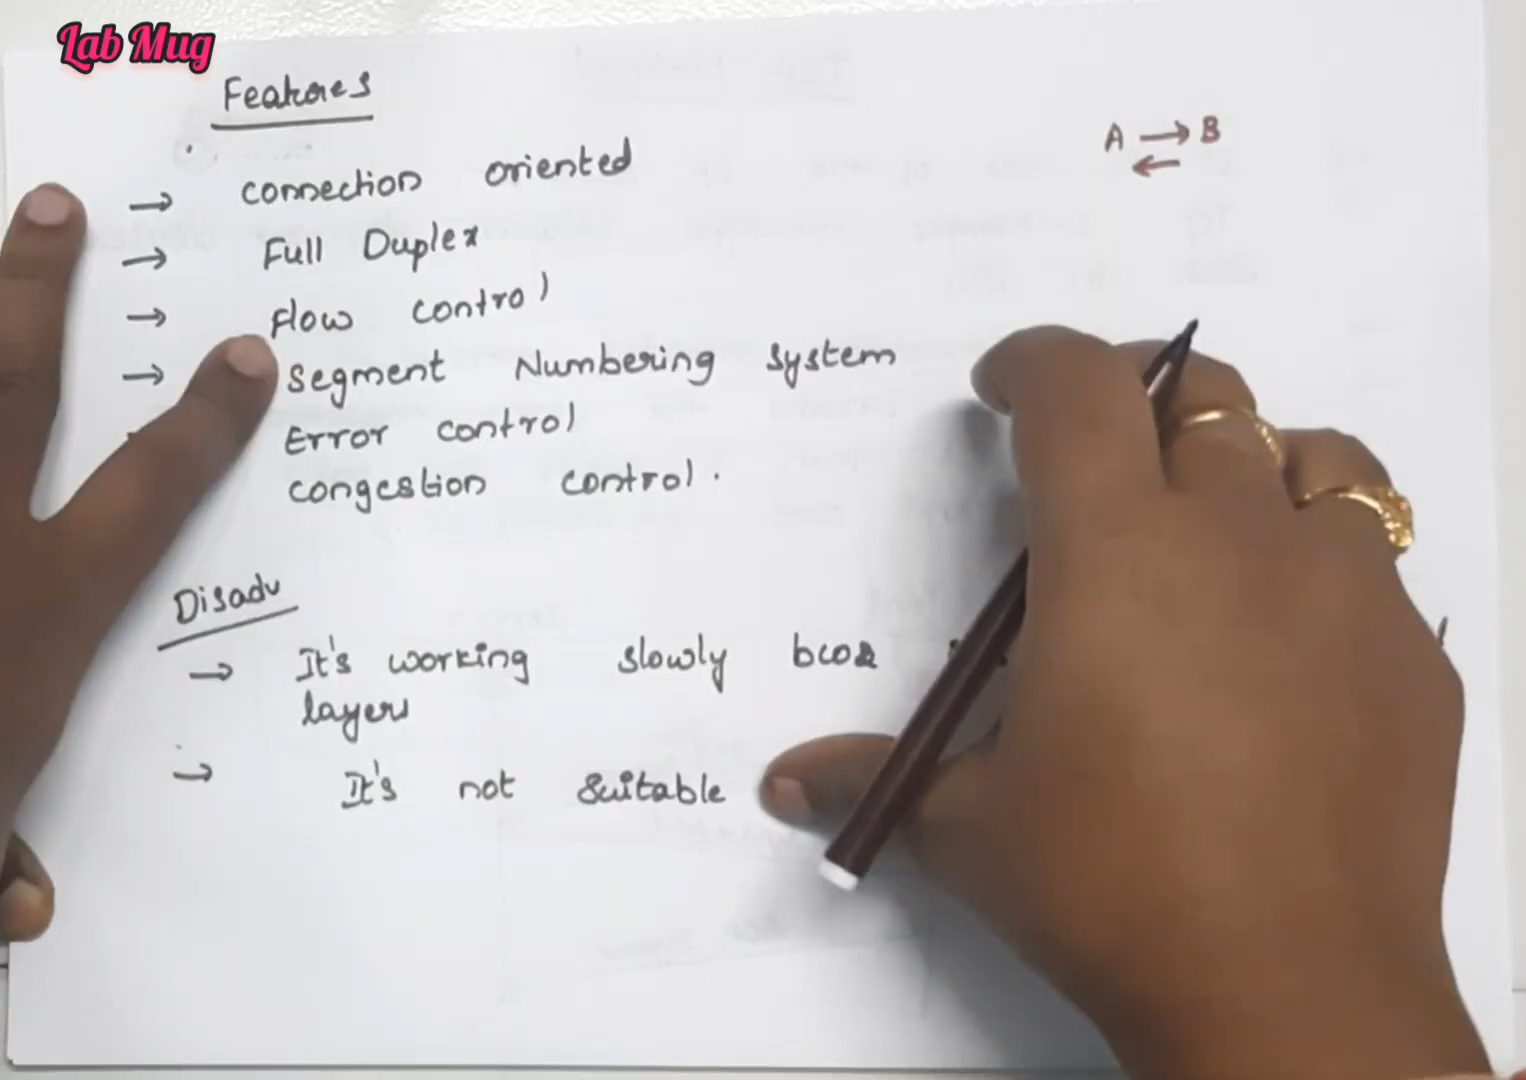 Lab Mug
Features
A → B
←
→ connection oriented
→ Full Duplex
→ flow control
→ Segment Numbering system
Error control
congestion control.
Disadv
→ It's working slowly bcoz
layers
→ It's not suitable